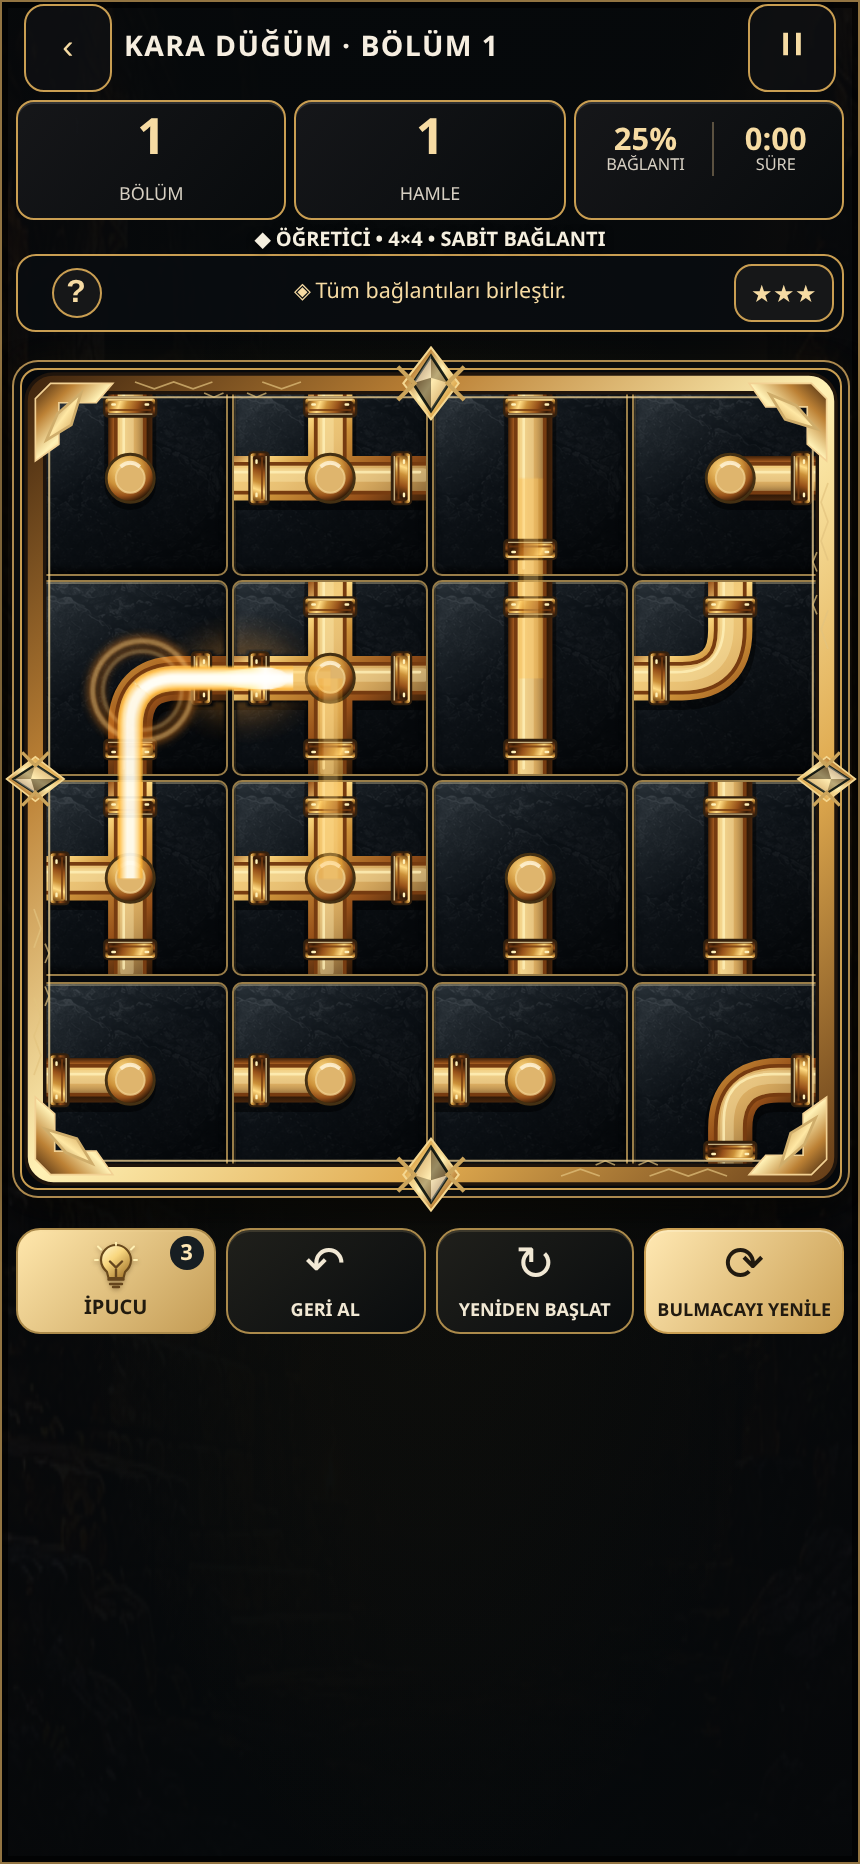 ‹ KARA DÜĞÜM · BÖLÜM 1
1
BÖLÜM
1
HAMLE
25%
BAĞLANTI
0:00
SÜRE
◆ ÖĞRETİCİ • 4×4 • SABİT BAĞLANTI
?
◈ Tüm bağlantıları birleştir.
★★★
3
İPUCU
↶
GERİ AL
↻
YENİDEN BAŞLAT
⟳
BULMACAYI YENİLE